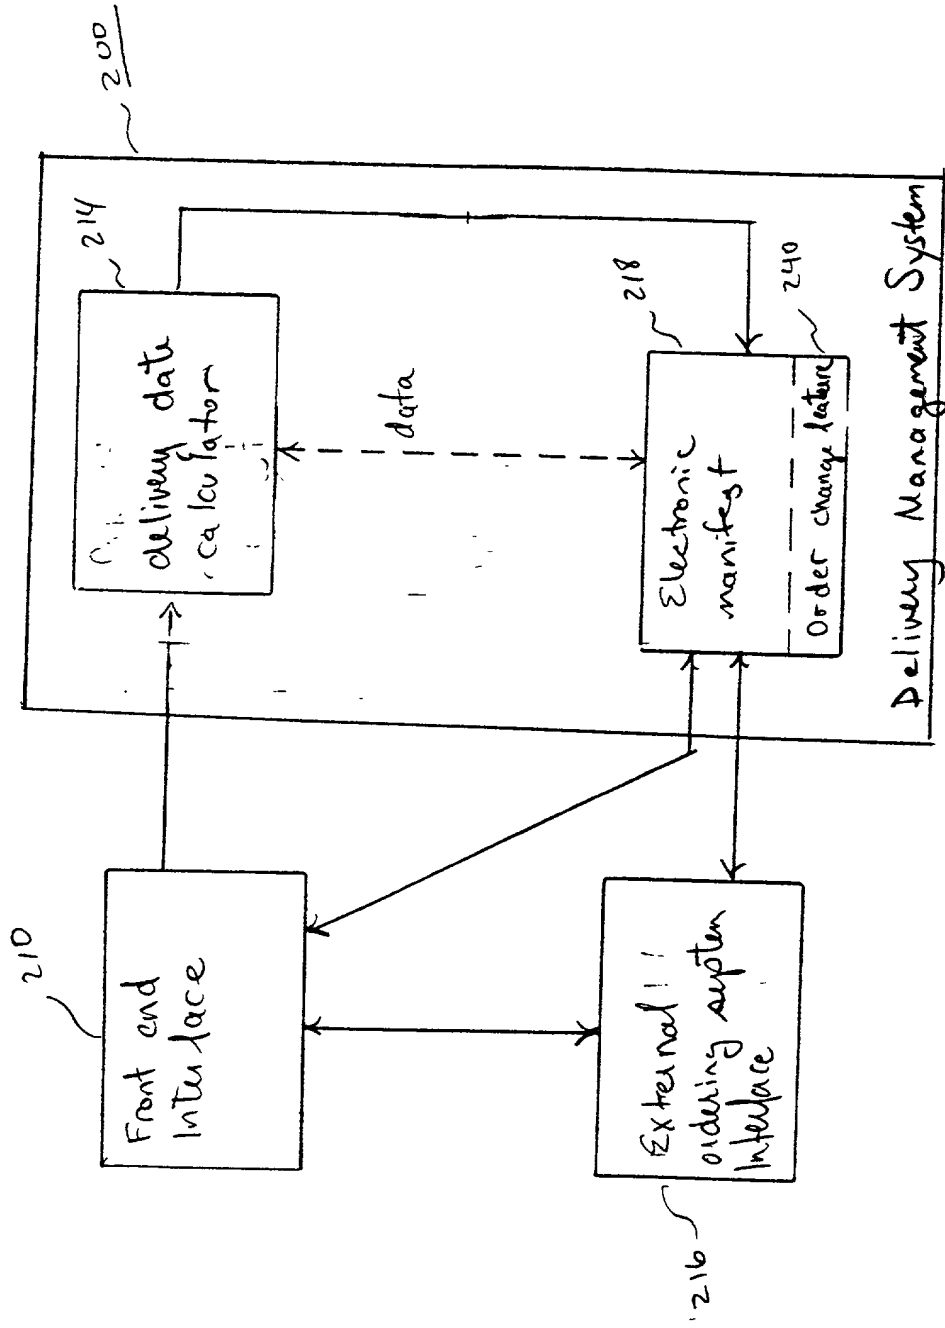 200
214
delivery date
calculator
210
Front end
Interface
data
218
Electronic
manifest
240
Order change feature
External
ordering system
Interface
216
Delivery Management System